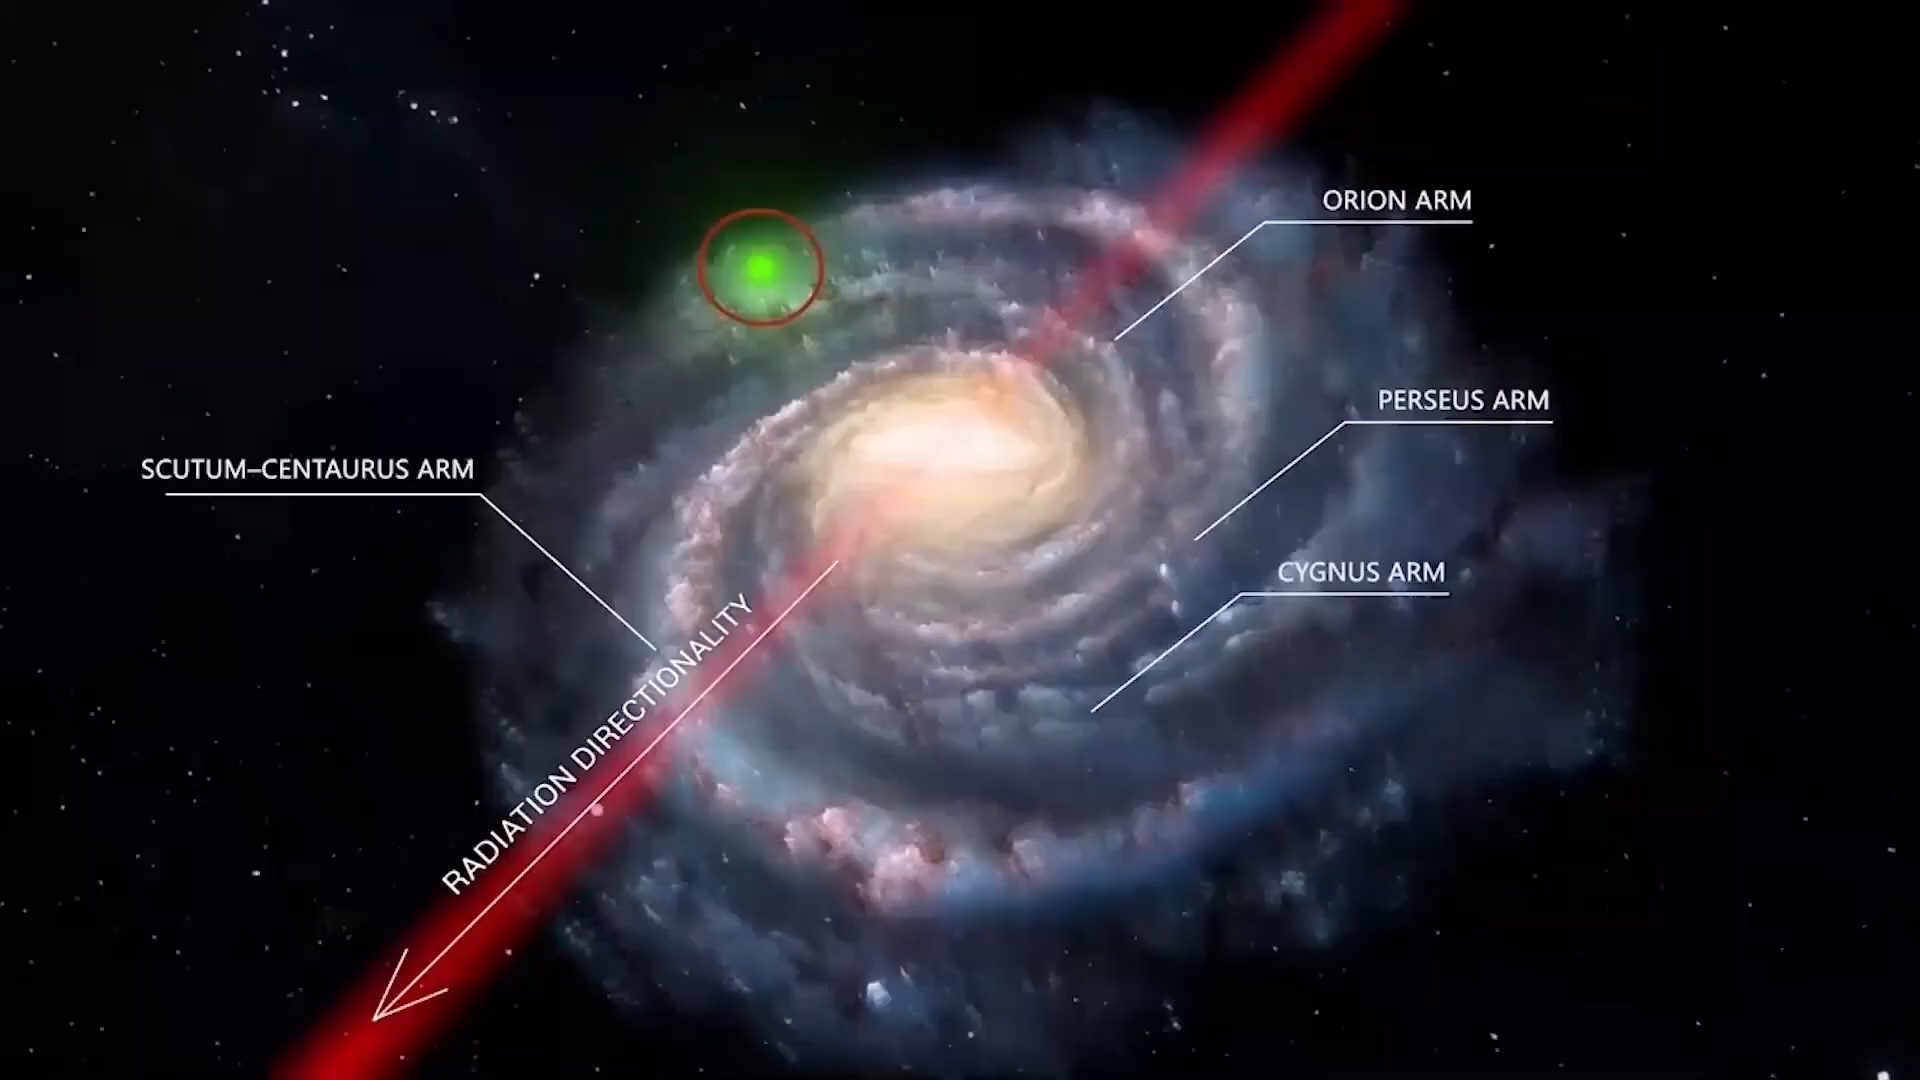 ORION ARM
PERSEUS ARM
SCUTUM–CENTAURUS ARM
CYGNUS ARM
RADIATION DIRECTIONALITY